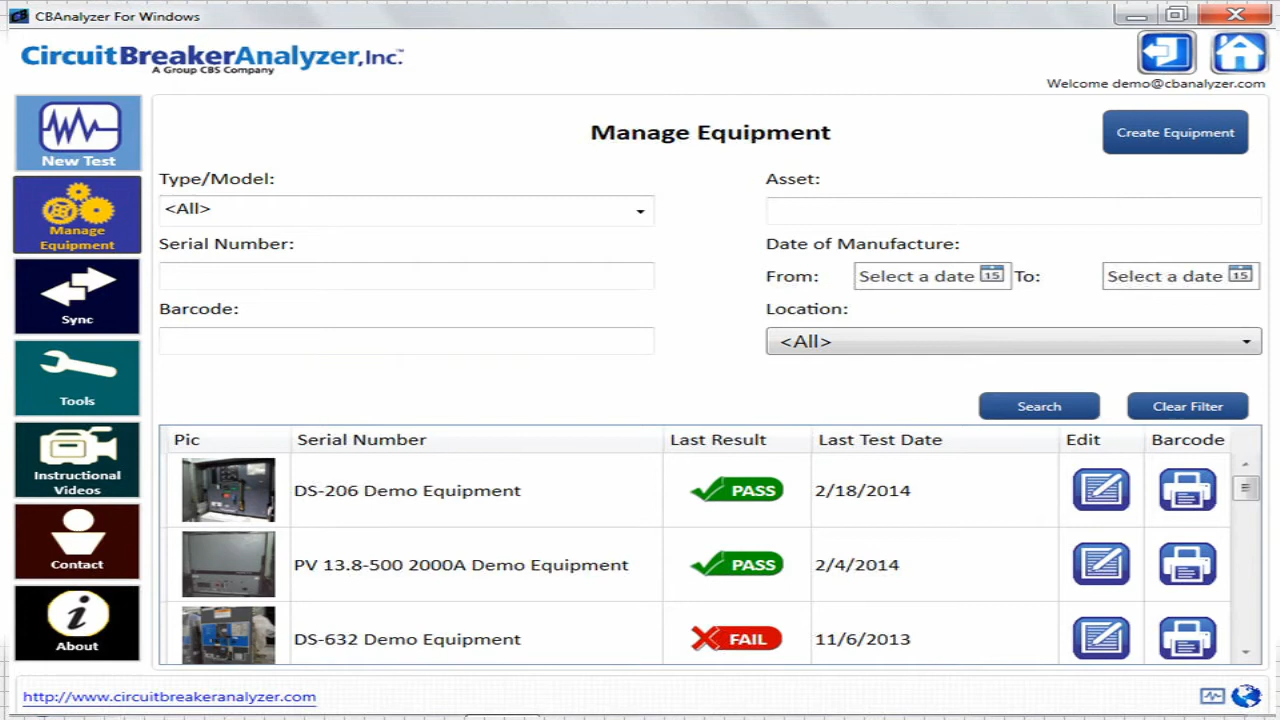 CBAnalyzer For Windows
CircuitBreakerAnalyzer,Inc.™
A Group CBS Company
Welcome demo@cbanalyzer.com
New Test
Manage
Equipment
Sync
Tools
Instructional
Videos
Contact
About
Manage Equipment
Create Equipment
Type/Model:
<All>
Asset:
Serial Number:
Date of Manufacture:
From: Select a date 15 To: Select a date 15
Barcode:
Location:
<All>
Search Clear Filter
Pic Serial Number Last Result Last Test Date Edit Barcode
DS-206 Demo Equipment PASS 2/18/2014
PV 13.8-500 2000A Demo Equipment PASS 2/4/2014
DS-632 Demo Equipment FAIL 11/6/2013
http://www.circuitbreakeranalyzer.com